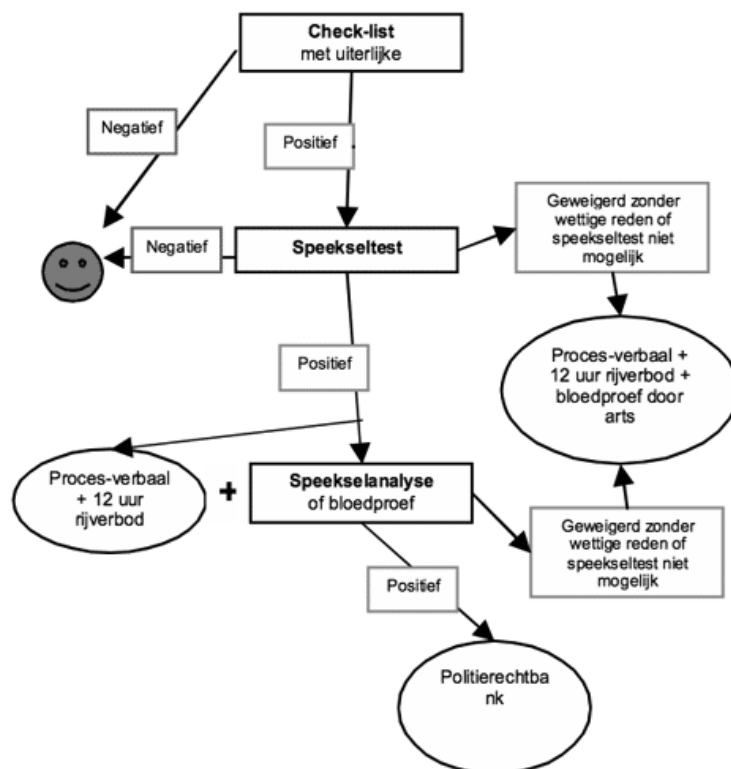 Check-list
met uiterlijke
Negatief
Positief
Geweigerd zonder
wettige reden of
speekseltest niet
mogelijk
Negatief
Speekseltest
Positief
Proces-verbaal +
12 uur rijverbod +
bloedproef door
arts
Proces-verbaal
+ 12 uur
rijverbod
+
Speekselanalyse
of bloedproef
Geweigerd zonder
wettige reden of
speekseltest niet
mogelijk
Positief
Politierechtba
nk